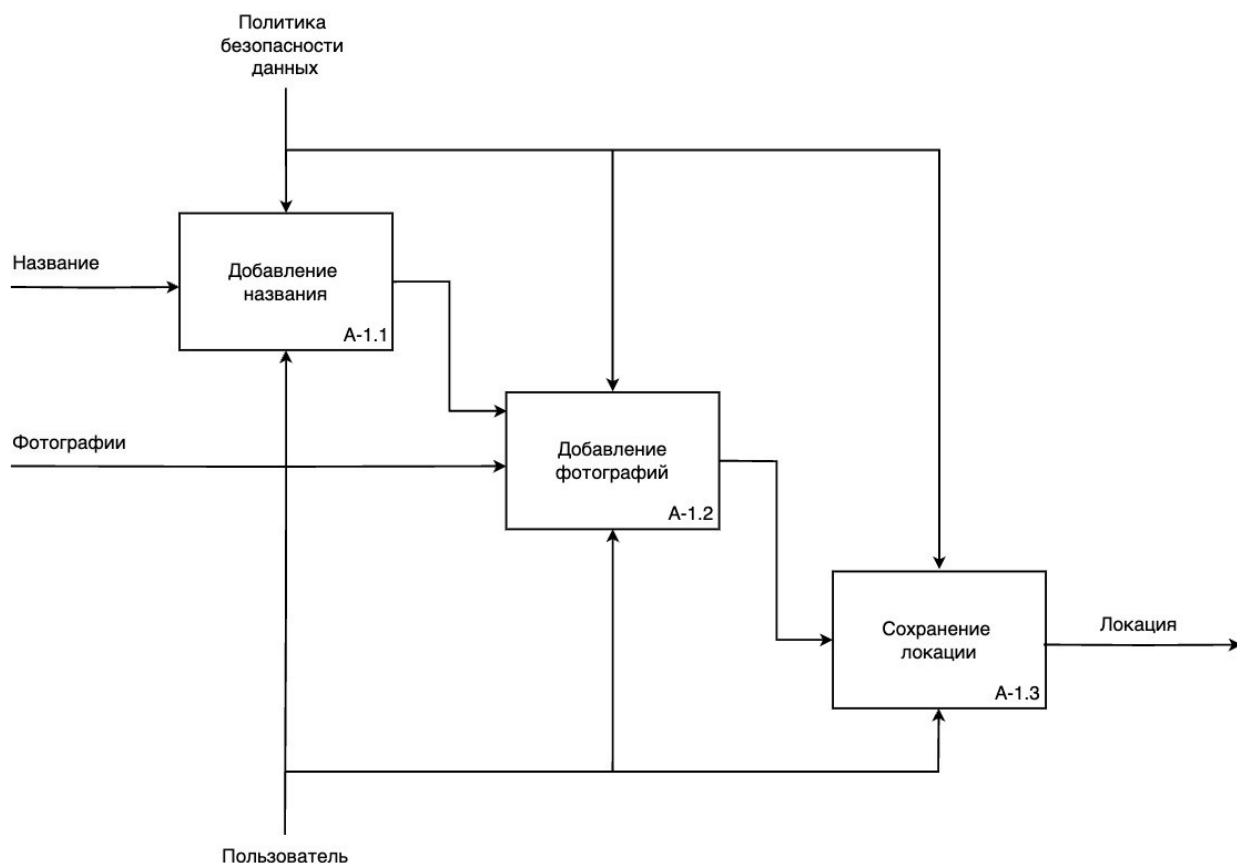 Политика
безопасности
данных
Название
Добавление
названия
А-1.1
Фотографии
Добавление
фотографий
А-1.2
Сохранение
локации
А-1.3
Локация
Пользователь